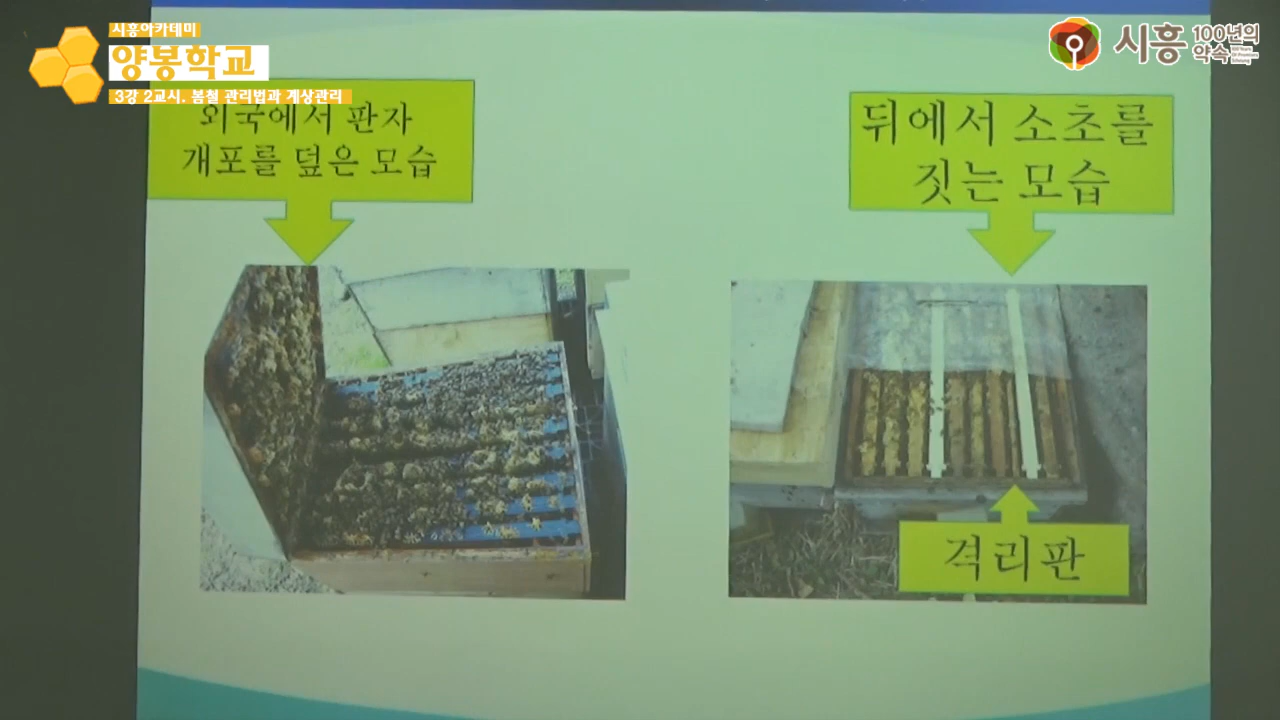 시흥아카데미
양봉학교
3강 2교시. 봄철 관리법과 계상관리
시흥 100년의
약속
외국에서 판자
개포를 덮은 모습
뒤에서 소초를
짓는 모습
격리판